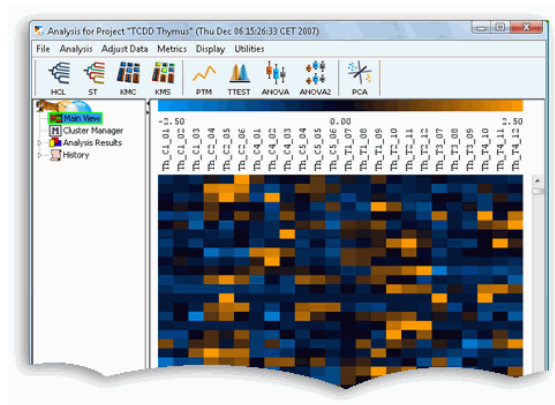 Analysis for Project "TCDD Thymus" (Thu Dec 06 15:26:33 CET 2007)
File Analysis Adjust Data Metrics Display Utilities
HCL ST KMC KMS PTM TTEST ANOVA ANOVA2 PCA
Main View
Cluster Manager
Analysis Results
History
-2.50 0.00 2.50
Th_C1_01
Th_C1_02
Th_C1_03
Th_C2_04
Th_C2_05
Th_C2_06
Th_C4_01
Th_C4_02
Th_C4_03
Th_C5_04
Th_C5_05
Th_C5_06
Th_T1_07
Th_T1_08
Th_T1_09
Th_T2_10
Th_T2_11
Th_T2_12
Th_T3_07
Th_T3_08
Th_T3_09
Th_T4_10
Th_T4_11
Th_T4_12